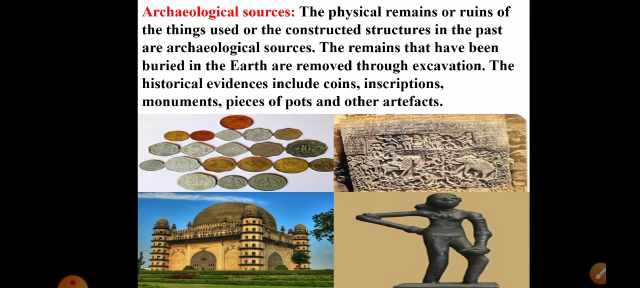 Archaeological sources: The physical remains or ruins of
the things used or the constructed structures in the past
are archaeological sources. The remains that have been
buried in the Earth are removed through excavation. The
historical evidences include coins, inscriptions,
monuments, pieces of pots and other artefacts.